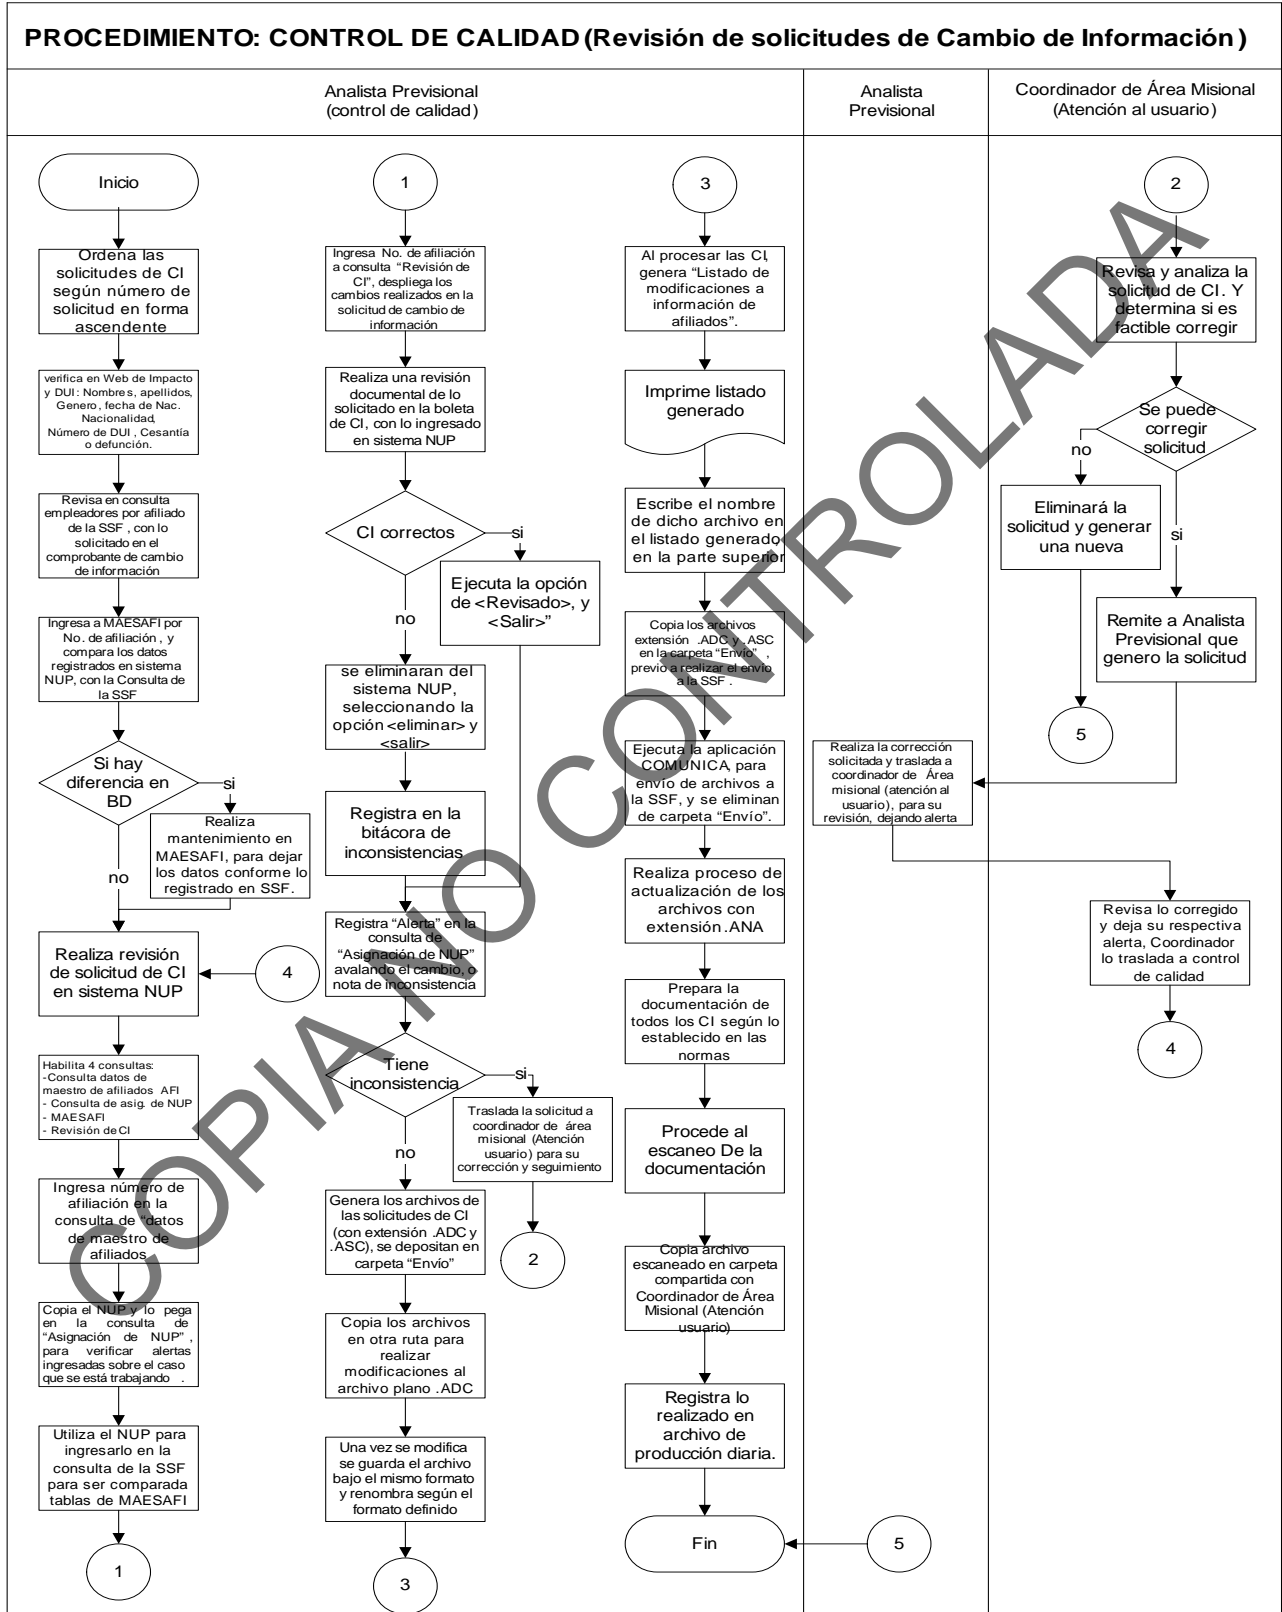 PROCEDIMIENTO: CONTROL DE CALIDAD (Revisión de solicitudes de Cambio de Información)
Analista Previsional
(control de calidad)
Analista
Previsional
Coordinador de Área Misional
(Atención al usuario)
Inicio
Ordena las
solicitudes de CI
según número de
solicitud en forma
ascendente
verifica en Web de Impacto
y DUI: Nombres, apellidos,
Genero, fecha de Nac.
Nacionalidad,
Número de DUI, Cesantía
o defunción.
Revisa en consulta
empleadores por afiliado
de la SSF, con lo
solicitado en el
comprobante de cambio
de información
Ingresa a MAESAFI por
No. de afiliación, y
compara los datos
registrados en sistema
NUP, con la Consulta de
la SSF
Si hay
diferencia en
BD
si
Realiza
mantenimiento en
MAESAFI, para dejar
los datos conforme lo
registrado en SSF.
no
Realiza revisión
de solicitud de CI
en sistema NUP
4
Habilita 4 consultas:
-Consulta datos de
maestro de afiliados AFI
- Consulta de asig. de NUP
- MAESAFI
- Revisión de CI
Ingresa número de
afiliación en la
consulta de "datos
de maestro de
afiliados
Copia el NUP y lo pega
en la consulta de
"Asignación de NUP",
para verificar alertas
ingresadas sobre el caso
que se está trabajando .
Utiliza el NUP para
ingresarlo en la
consulta de la SSF
para ser comparada
tablas de MAESAFI
1
1
Ingresa No. de afiliación
a consulta "Revisión de
CI", despliega los
cambios realizados en la
solicitud de cambio de
información
Realiza una revisión
documental de lo
solicitado en la boleta
de CI, con lo ingresado
en sistema NUP
CI correctos
si
Ejecuta la opción
de <Revisado>, y
<Salir>"
no
se eliminaran del
sistema NUP,
seleccionando la
opción <eliminar> y
<salir>
Registra en la
bitácora de
inconsistencias
Registra "Alerta" en la
consulta de
"Asignación de NUP"
avalando el cambio, o
nota de inconsistencia
Tiene
inconsistencia
si
Traslada la solicitud a
coordinador de área
misional (Atención
usuario) para su
corrección y seguimiento
2
no
Genera los archivos de
las solicitudes de CI
(con extensión .ADC y
.ASC), se depositan en
carpeta "Envío"
Copia los archivos
en otra ruta para
realizar
modificaciones al
archivo plano .ADC
Una vez se modifica
se guarda el archivo
bajo el mismo formato
y renombra según el
formato definido
3
3
Al procesar las CI,
genera "Listado de
modificaciones a
información de
afiliados".
Imprime listado
generado
Escribe el nombre
de dicho archivo en
el listado generado
en la parte superior
Copia los archivos
extensión .ADC y .ASC
en la carpeta "Envío",
previo a realizar el envío
a la SSF.
Ejecuta la aplicación
COMUNICA, para
envío de archivos a
la SSF, y se eliminan
de carpeta "Envío".
Realiza proceso de
actualización de los
archivos con
extensión .ANA
Prepara la
documentación de
todos los CI según lo
establecido en las
normas
Procede al
escaneo De la
documentación
Copia archivo
escaneado en carpeta
compartida con
Coordinador de Área
Misional (Atención
usuario)
Registra lo
realizado en
archivo de
producción diaria.
Fin
5
Realiza la corrección
solicitada y traslada a
coordinador de Área
misional (atención al
usuario), para su
revisión, dejando alerta
2
Revisa y analiza la
solicitud de CI. Y
determina si es
factible corregir
Se puede
corregir
solicitud
no
Eliminará la
solicitud y generar
una nueva
5
si
Remite a Analista
Previsional que
genero la solicitud
Revisa lo corregido
y deja su respectiva
alerta, Coordinador
lo traslada a control
de calidad
4
COPIA NO CONTROLADA